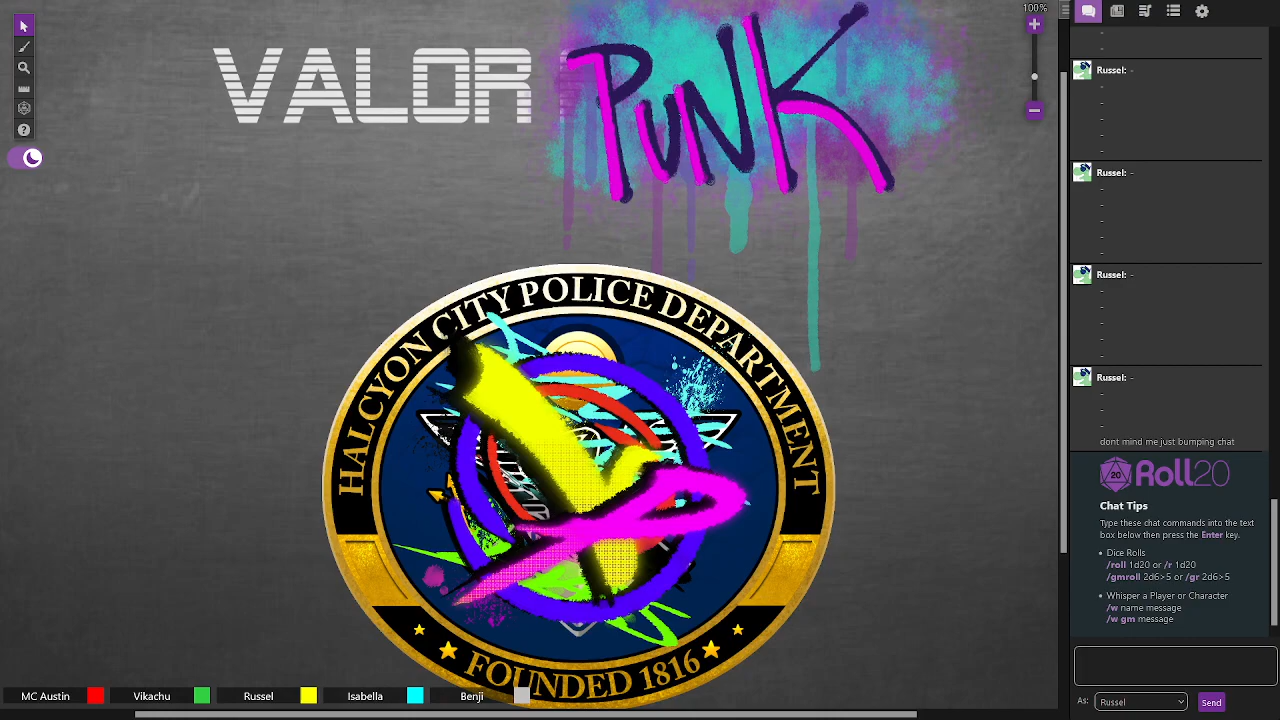 100%
VALOR PUNK
HALCYON CITY POLICE DEPARTMENT
FOUNDED 1816
MC Austin
Vikachu
Russel
Isabella
Benji
-
-
Russel: -
-
-
-
-
-
Russel: -
-
-
-
-
-
Russel: -
-
-
-
-
-
Russel: -
-
-
-
dont mind me just bumping chat
20 Roll20
Chat Tips
Type these chat commands into the text
box below then press the Enter key.
• Dice Rolls
/roll 1d20 or /r 1d20
/gmroll 2d6>5 or /gr 2d6>5
• Whisper a Player or Character
/w name message
/w gm message
As: Russel Send